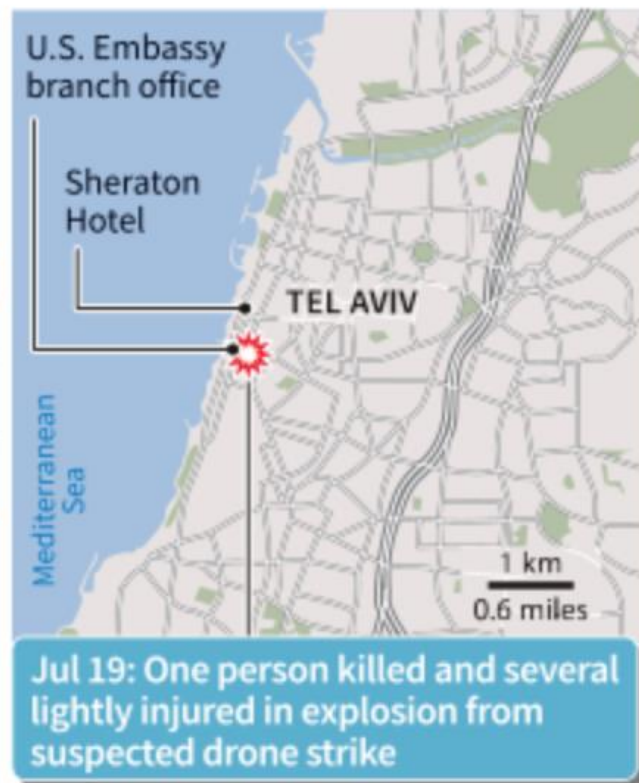 U.S. Embassy
branch office
Sheraton
Hotel
TEL AVIV
Mediterranean
Sea
1 km
0.6 miles
Jul 19: One person killed and several
lightly injured in explosion from
suspected drone strike